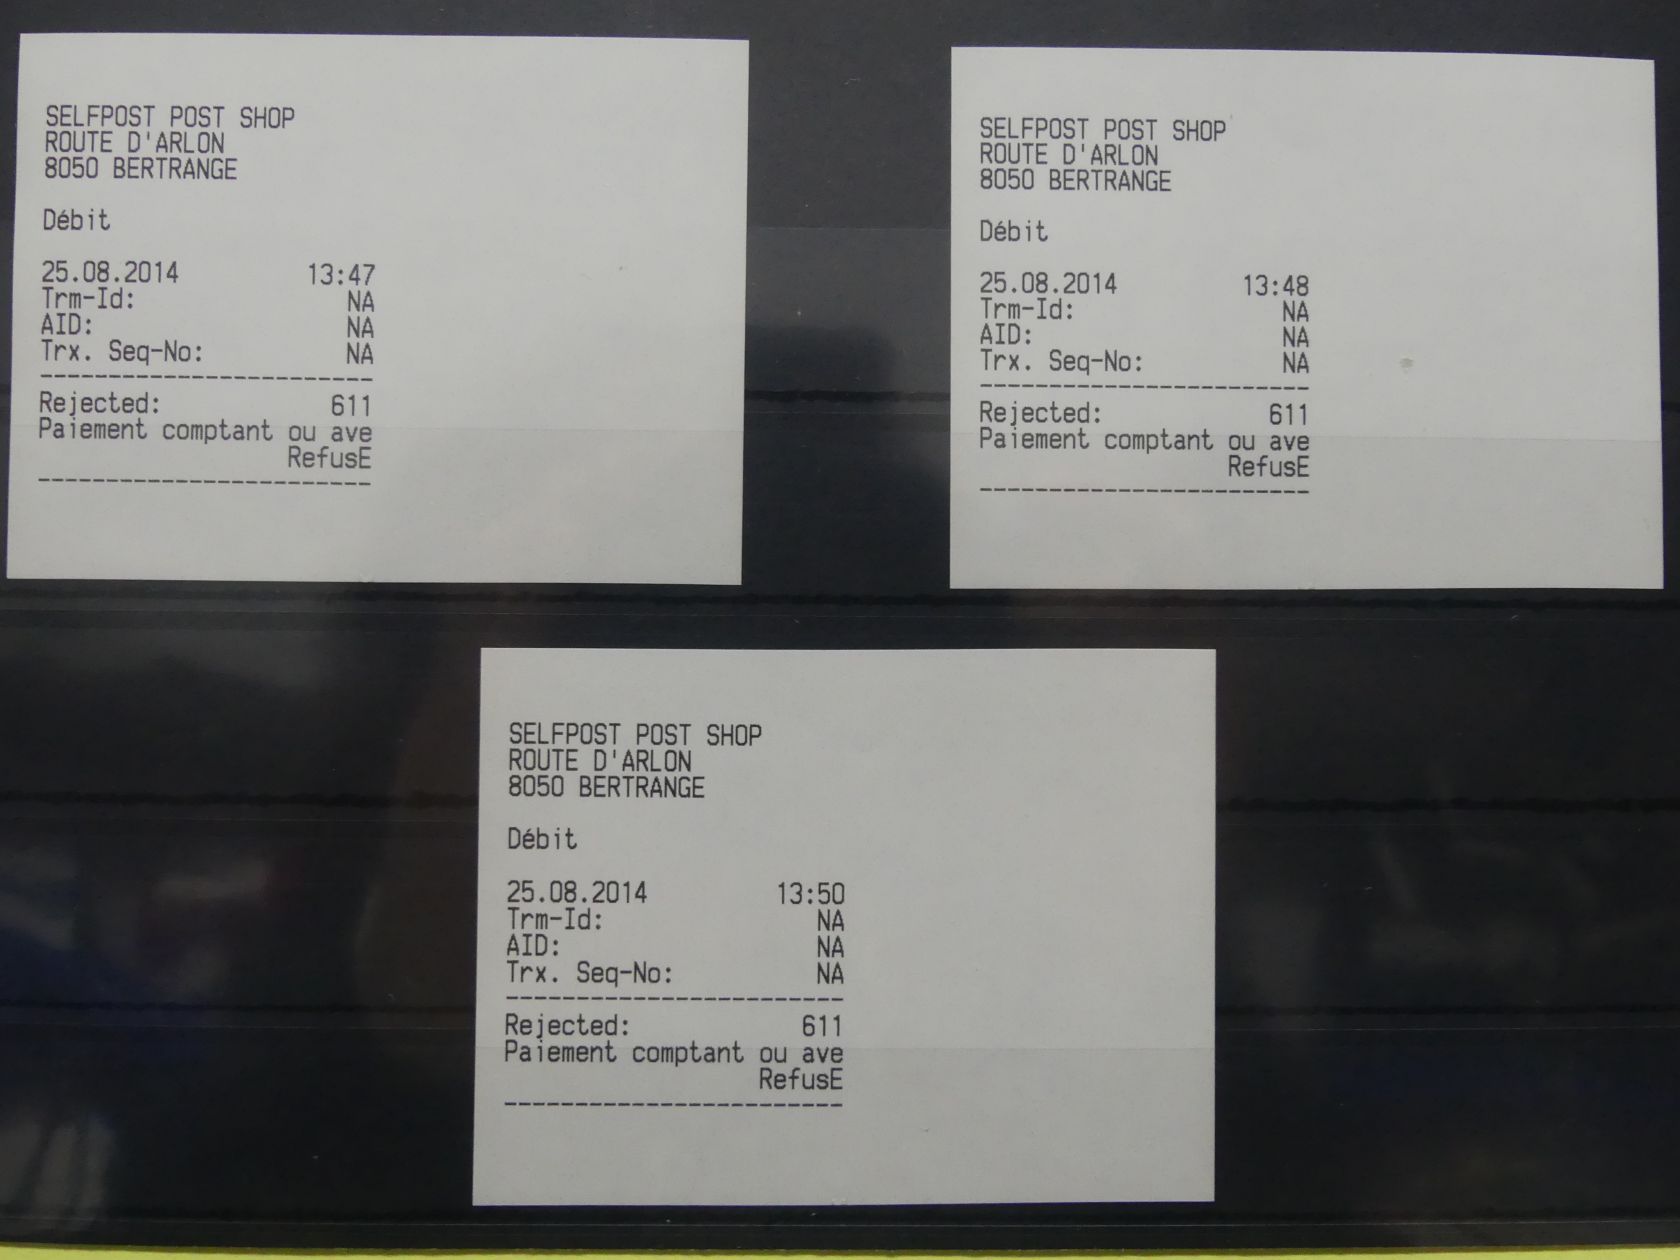 SELFPOST POST SHOP
ROUTE D'ARLON
8050 BERTRANGE
Débit
25.08.2014 13:47
Trm-Id: NA
AID: NA
Trx. Seq-No: NA
------------------------
Rejected: 611
Paiement comptant ou ave
RefusE
------------------------
SELFPOST POST SHOP
ROUTE D'ARLON
8050 BERTRANGE
Débit
25.08.2014 13:48
Trm-Id: NA
AID: NA
Trx. Seq-No: NA
------------------------
Rejected: 611
Paiement comptant ou ave
RefusE
------------------------
SELFPOST POST SHOP
ROUTE D'ARLON
8050 BERTRANGE
Débit
25.08.2014 13:50
Trm-Id: NA
AID: NA
Trx. Seq-No: NA
------------------------
Rejected: 611
Paiement comptant ou ave
RefusE
------------------------